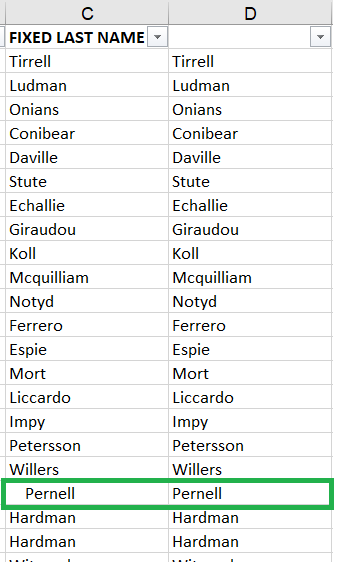 C D
FIXED LAST NAME
Tirrell Tirrell
Ludman Ludman
Onians Onians
Conibear Conibear
Daville Daville
Stute Stute
Echallie Echallie
Giraudou Giraudou
Koll Koll
Mcquilliam Mcquilliam
Notyd Notyd
Ferrero Ferrero
Espie Espie
Mort Mort
Liccardo Liccardo
Impy Impy
Petersson Petersson
Willers Willers
Pernell Pernell
Hardman Hardman
Hardman Hardman